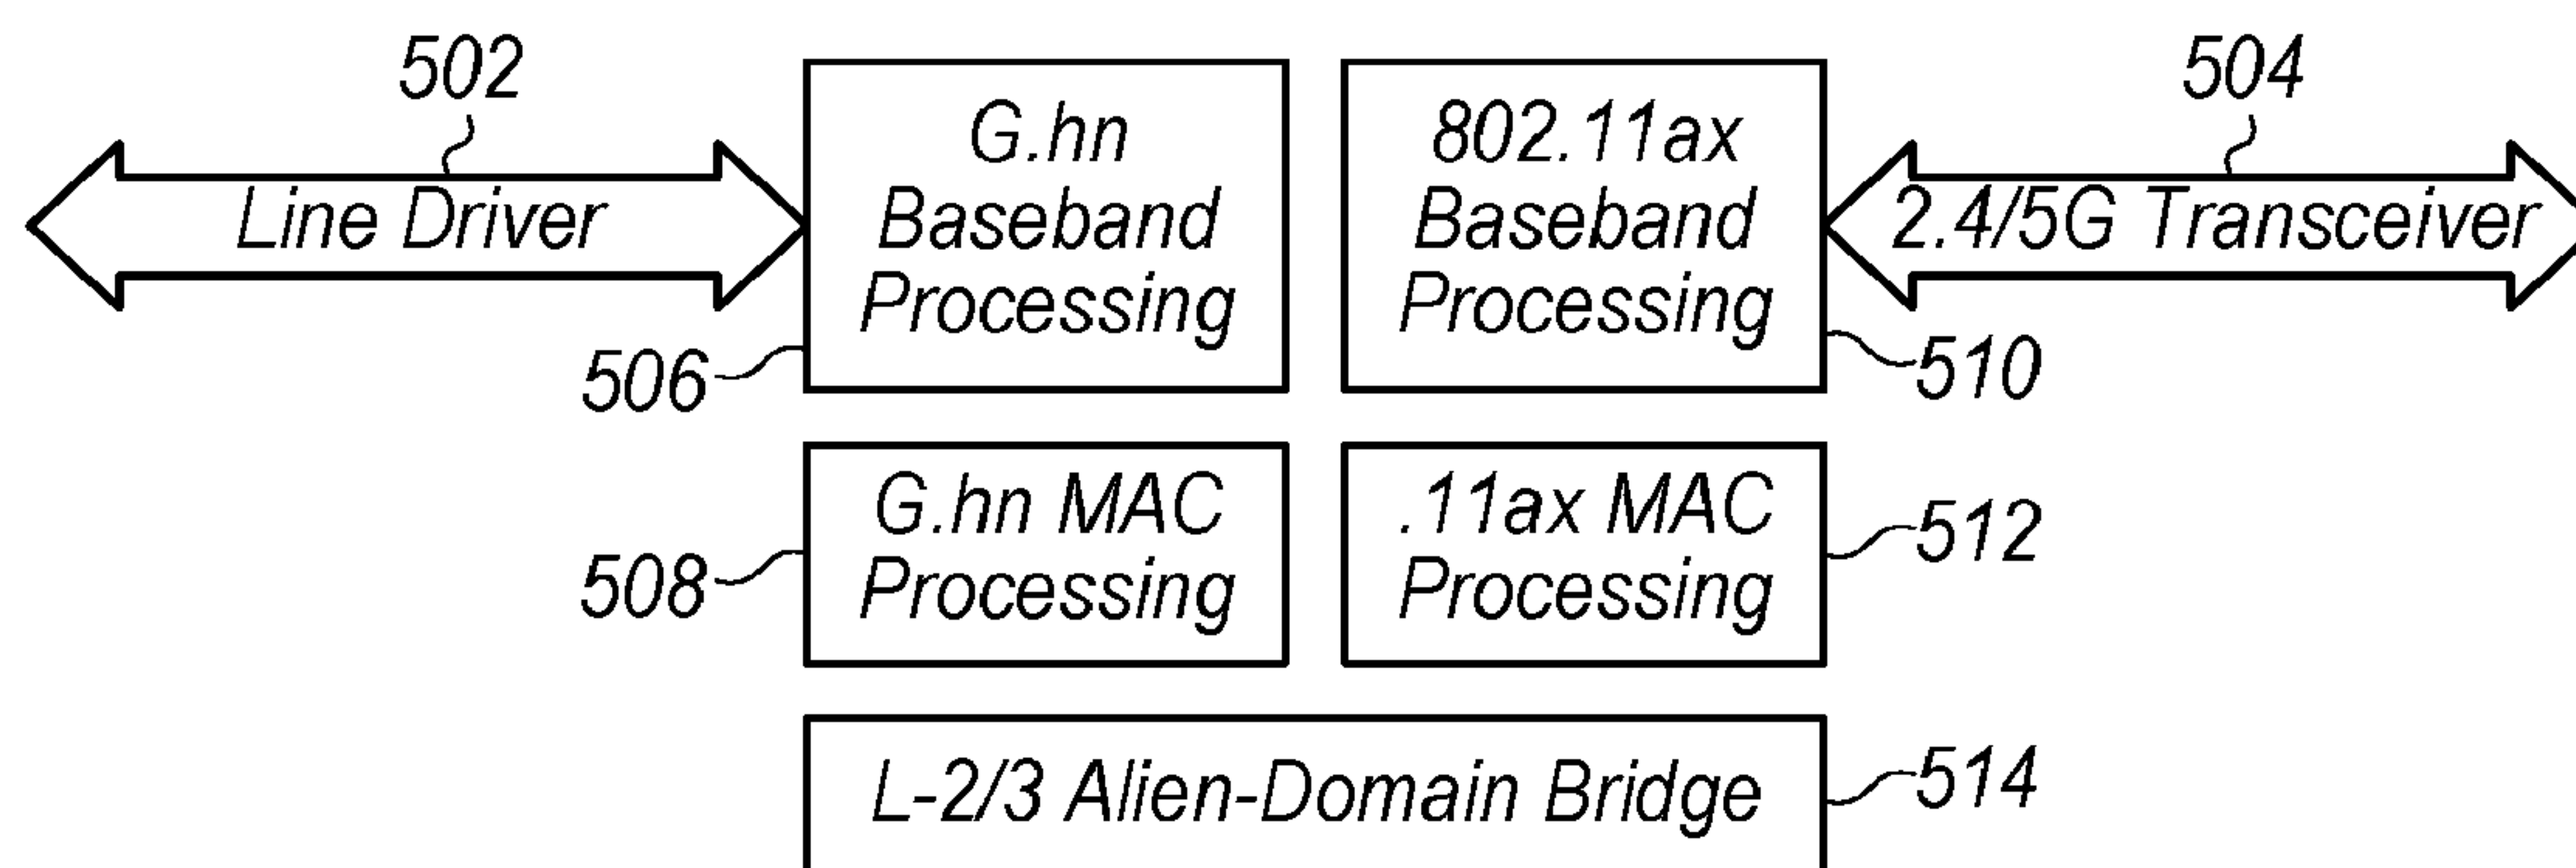 502
504
Line Driver
G.hn
Baseband
Processing
802.11ax
Baseband
Processing
2.4/5G Transceiver
506
510
G.hn MAC
Processing
.11ax MAC
Processing
508
512
L-2/3 Alien-Domain Bridge
514